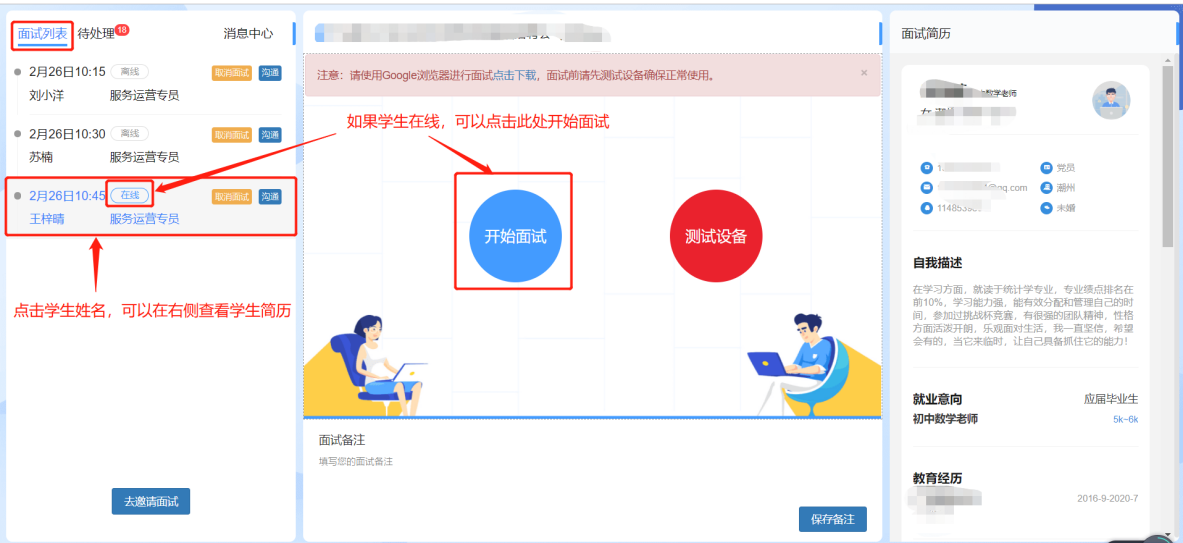 面试列表 待处理 18 消息中心
2月26日10:15 离线 取消面试 沟通
刘小洋 服务运营专员
2月26日10:30 离线 取消面试 沟通
苏楠 服务运营专员
2月26日10:45 在线 取消面试 沟通
王梓晴 服务运营专员
点击学生姓名，可以在右侧查看学生简历
去邀请面试
注意：请使用Google浏览器进行面试点击下载，面试前请先测试设备确保正常使用。 ×
如果学生在线，可以点击此处开始面试
开始面试
测试设备
面试备注
填写您的面试备注
保存备注
面试简历
数学老师
女
党员
@qq.com 潮州
11485398 未婚
自我描述
在学习方面，就读于统计学专业，专业绩点排名在
前10%，学习能力强，能有效分配和管理自己的时
间，参加过挑战杯竞赛，有很强的团队精神，性格
方面活泼开朗，乐观面对生活，我一直坚信，希望
会有的，当它来临时，让自己具备抓住它的能力！
就业意向 应届毕业生
初中数学老师 5k~6k
教育经历
2016-9-2020-7